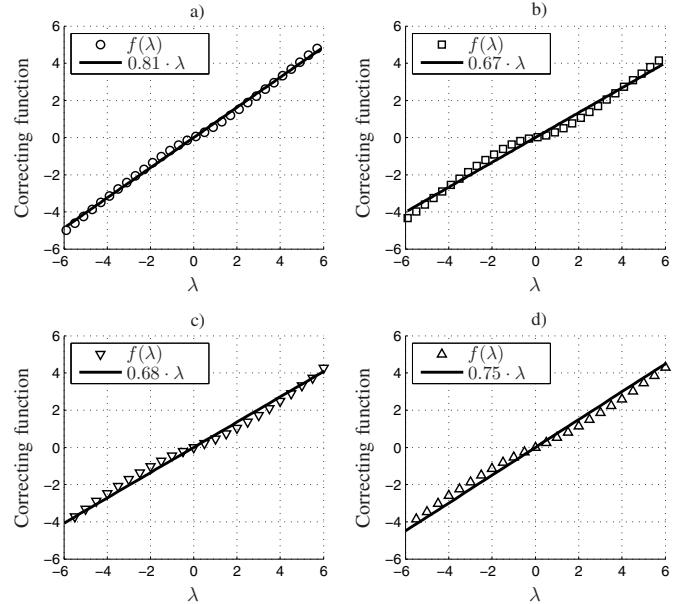 a)
f(λ)
0.81 · λ
Correcting function
6
4
2
0
−2
−4
−6
−6 −4 −2 0 2 4 6
λ
b)
f(λ)
0.67 · λ
Correcting function
6
4
2
0
−2
−4
−6
−6 −4 −2 0 2 4 6
λ
c)
f(λ)
0.68 · λ
Correcting function
6
4
2
0
−2
−4
−6
−6 −4 −2 0 2 4 6
λ
d)
f(λ)
0.75 · λ
Correcting function
6
4
2
0
−2
−4
−6
−6 −4 −2 0 2 4 6
λ